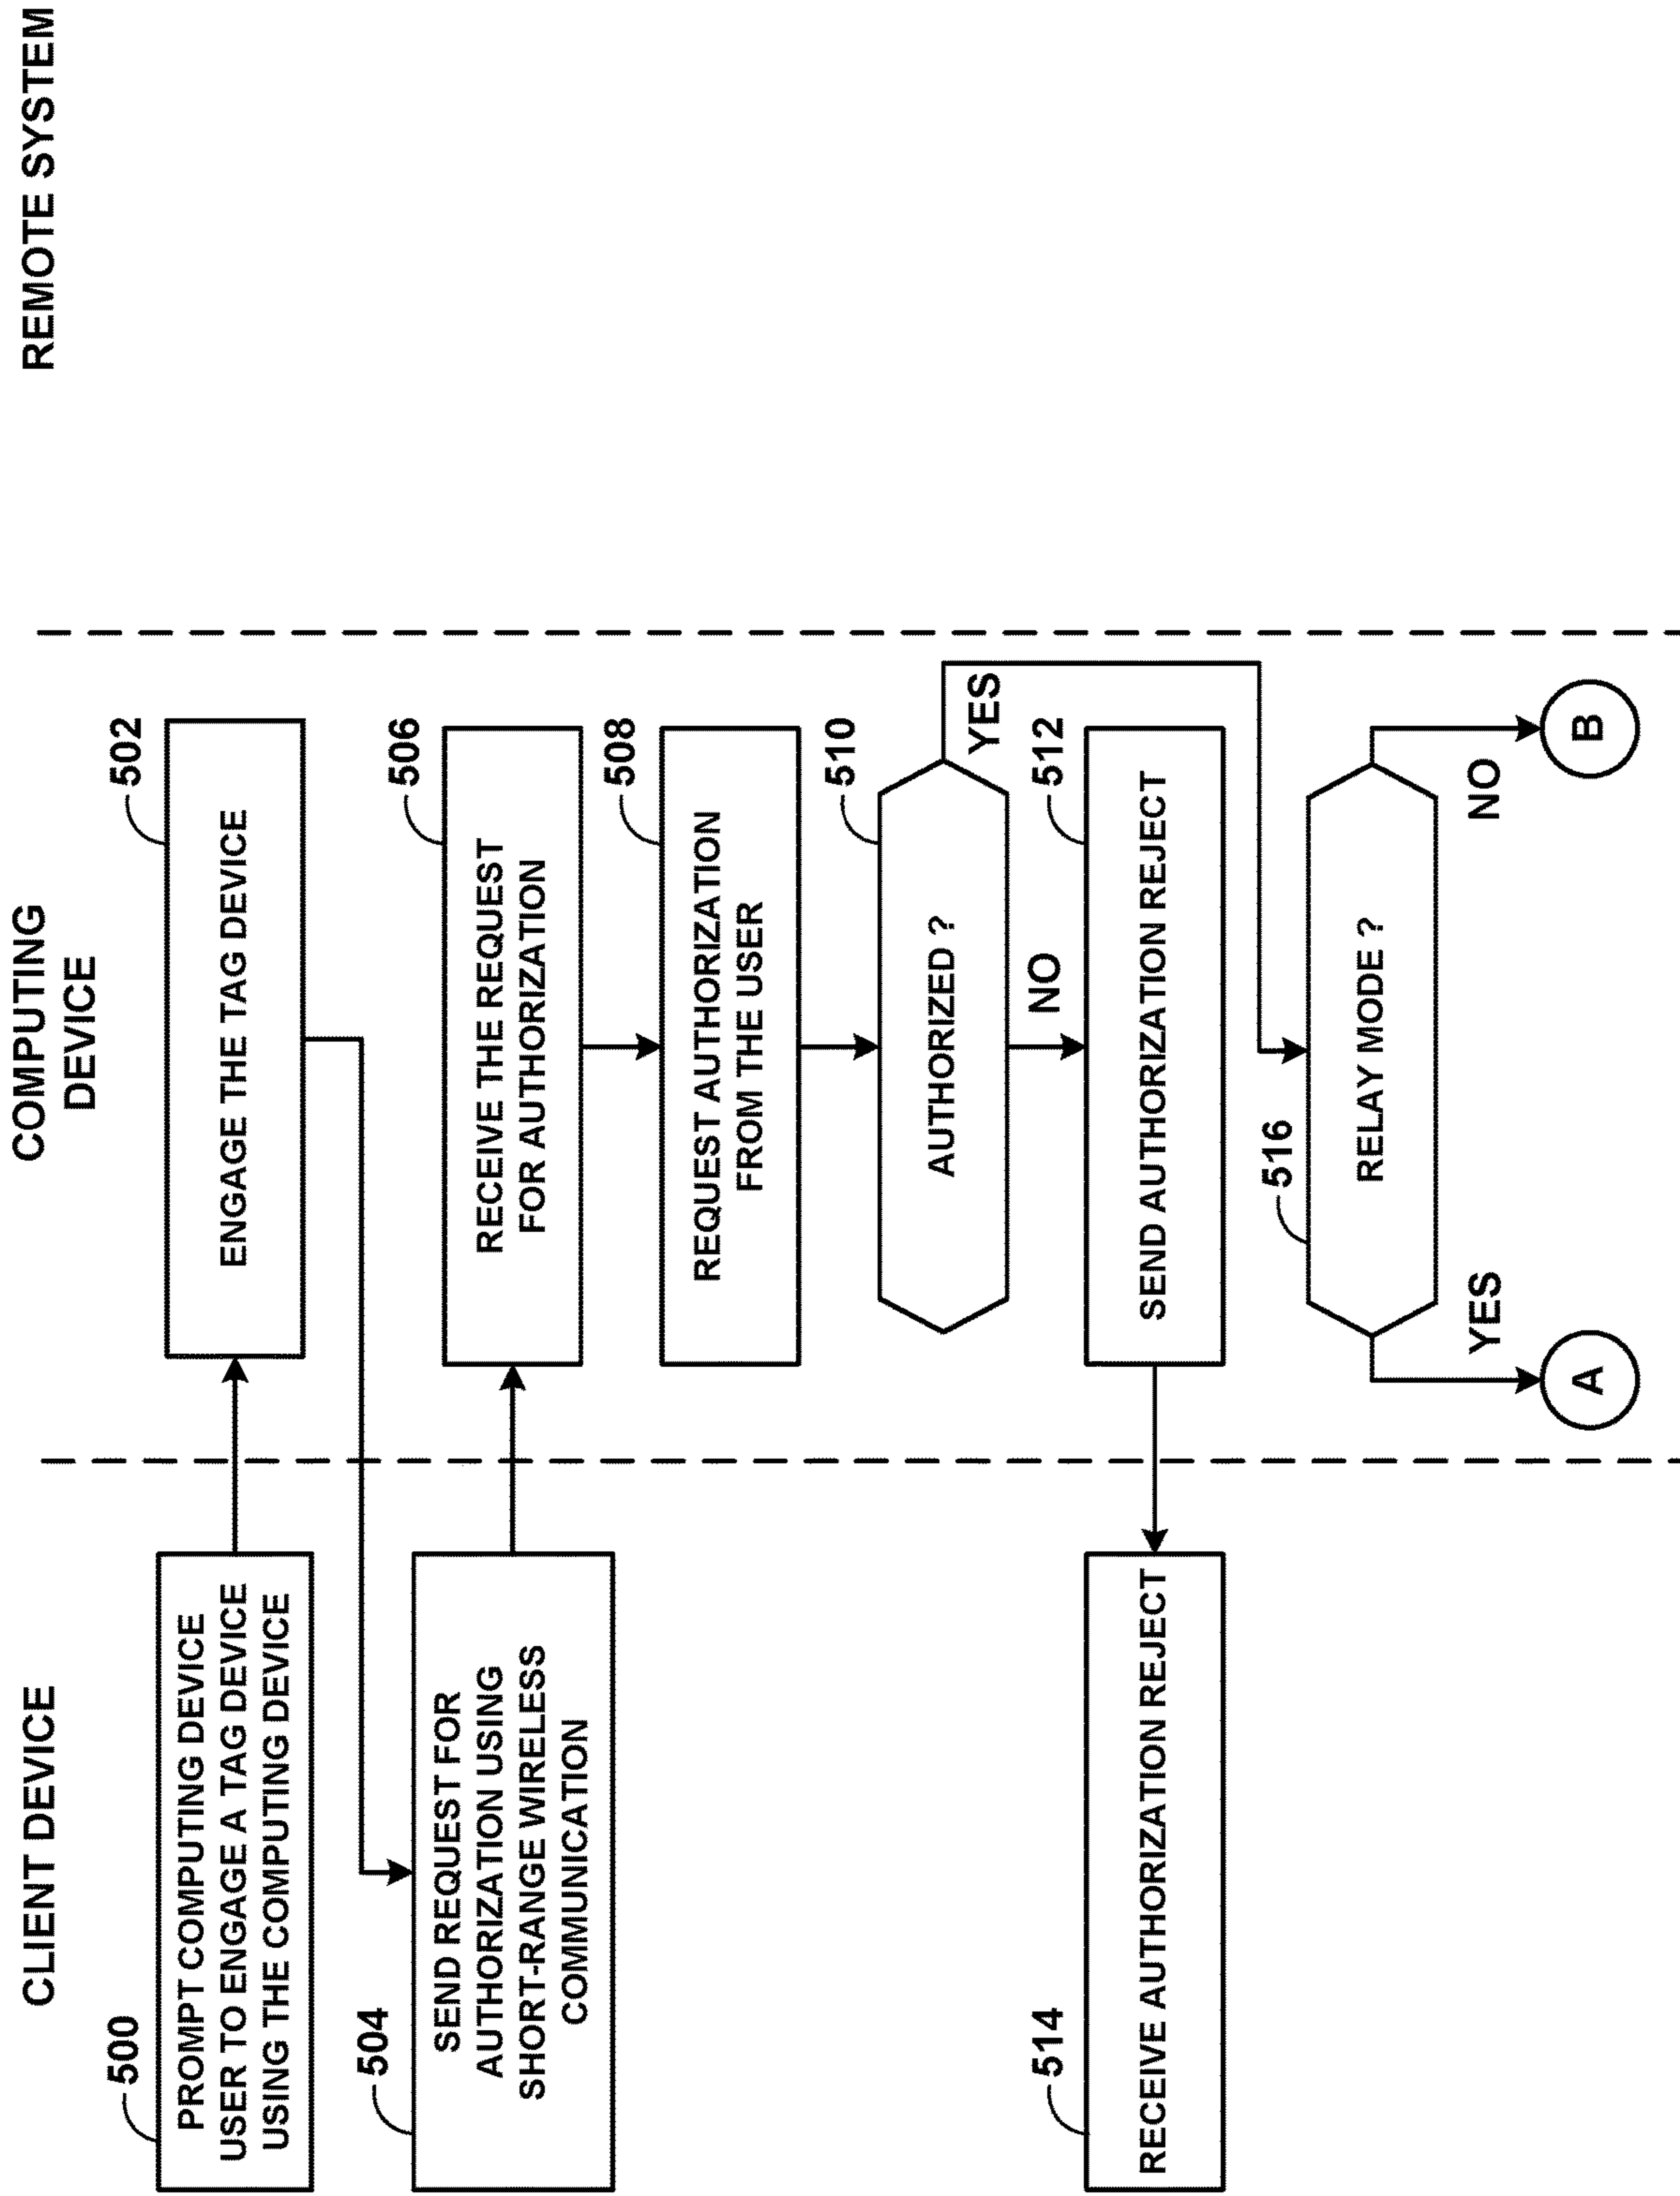 CLIENT DEVICE
COMPUTING
DEVICE
REMOTE SYSTEM
500
PROMPT COMPUTING DEVICE
USER TO ENGAGE A TAG DEVICE
USING THE COMPUTING DEVICE
502
ENGAGE THE TAG DEVICE
504
SEND REQUEST FOR
AUTHORIZATION USING
SHORT-RANGE WIRELESS
COMMUNICATION
506
RECEIVE THE REQUEST
FOR AUTHORIZATION
508
REQUEST AUTHORIZATION
FROM THE USER
510
AUTHORIZED ?
YES
NO
512
SEND AUTHORIZATION REJECT
514
RECEIVE AUTHORIZATION REJECT
516
RELAY MODE ?
YES
NO
A
B